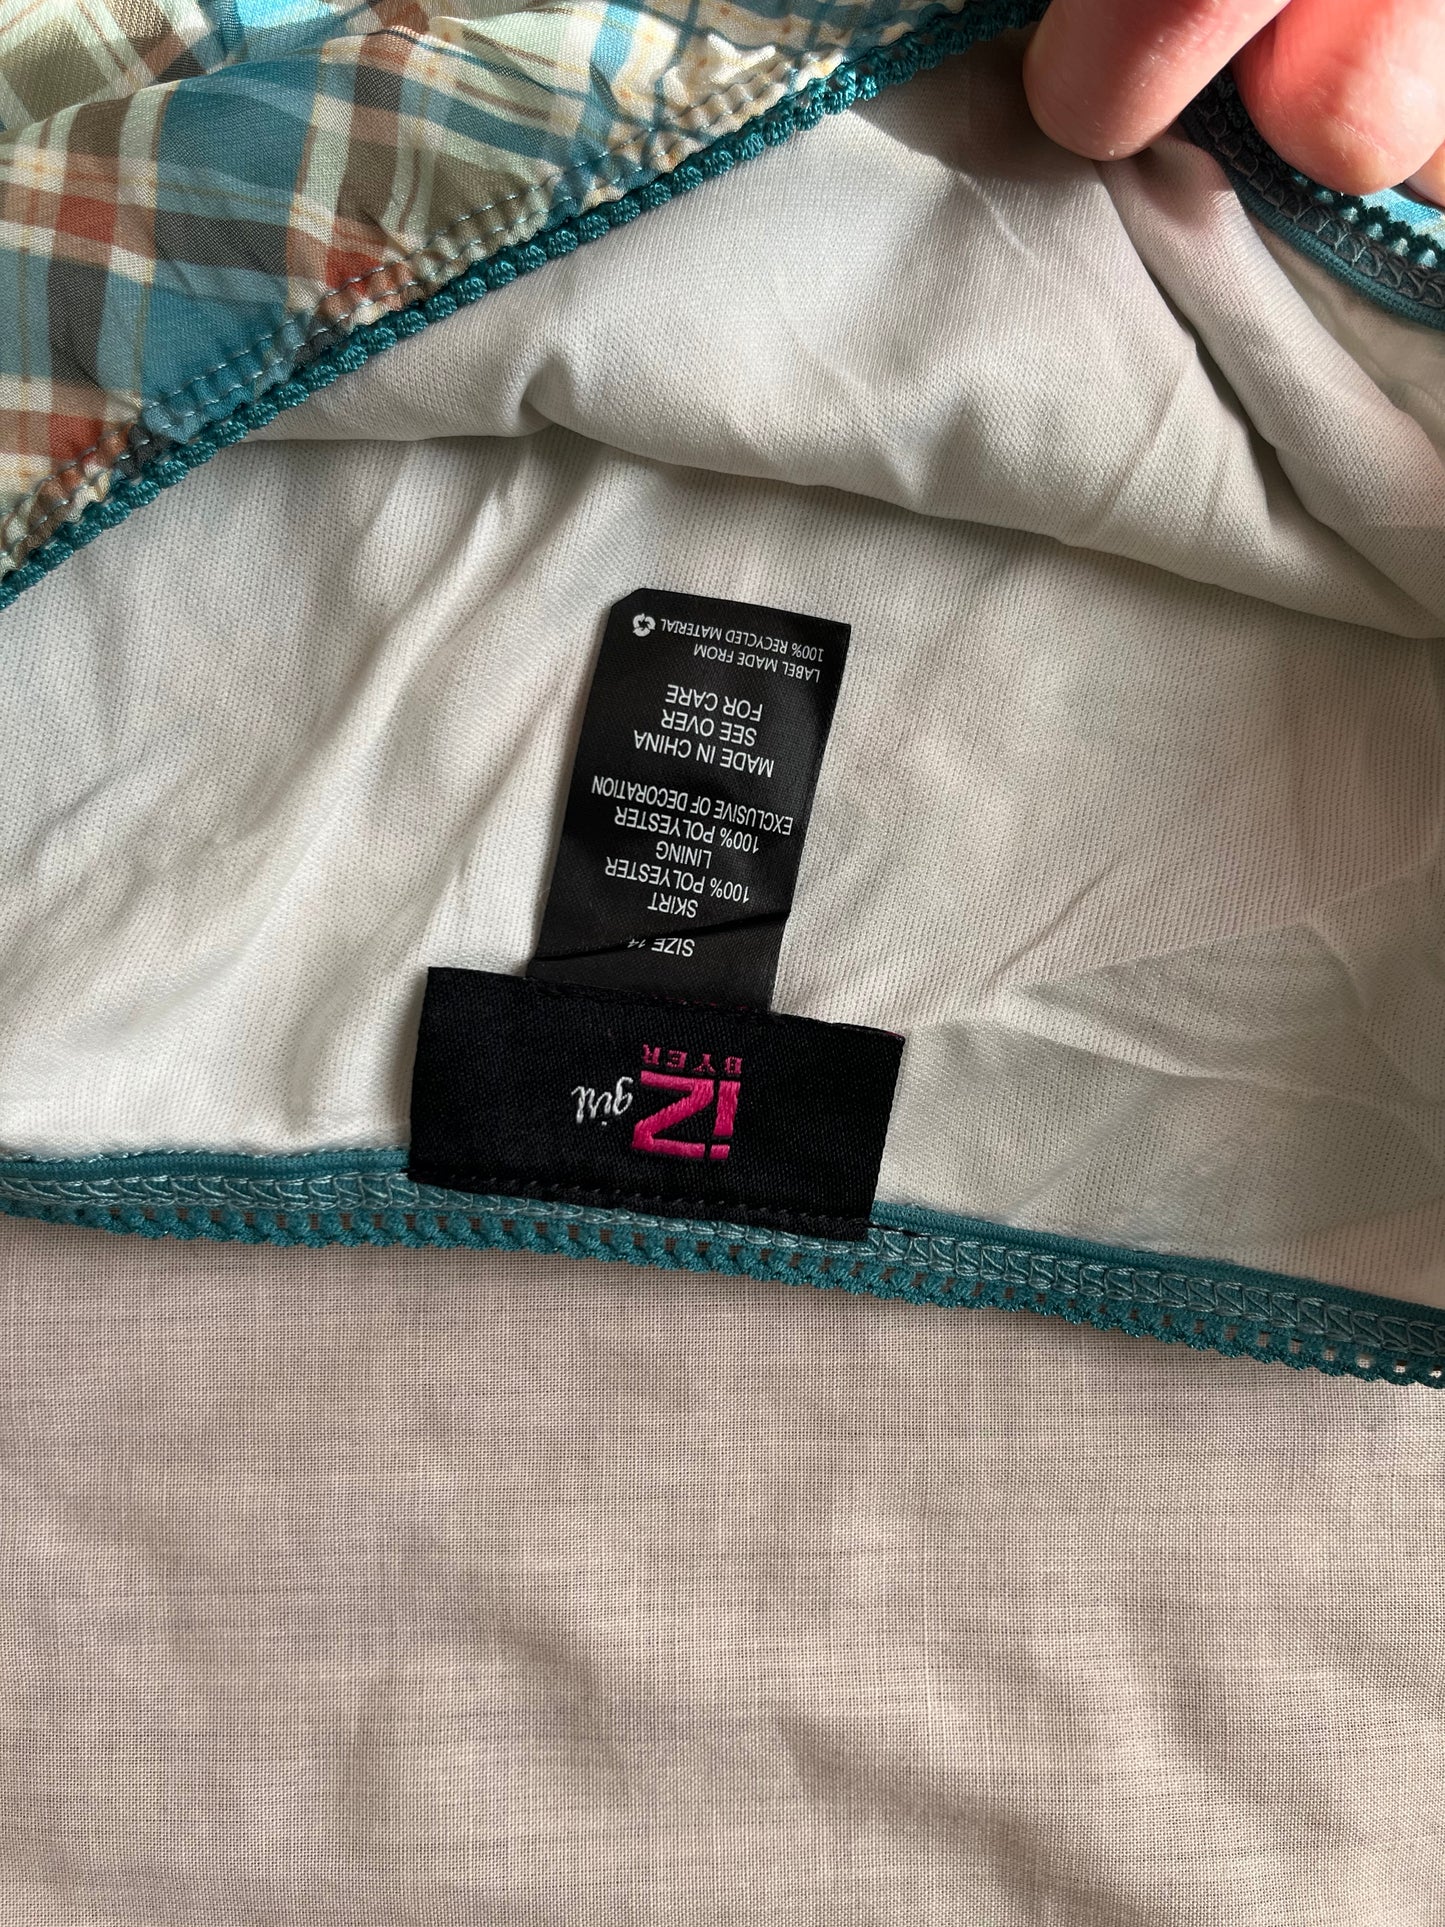 iZ
BYER
girl
SIZE
SKIRT
100% POLYESTER
LINING
100% POLYESTER
EXCLUSIVE OF DECORATION
MADE IN CHINA
SEE OVER
FOR CARE
LABEL MADE FROM
100% RECYCLED MATERIAL